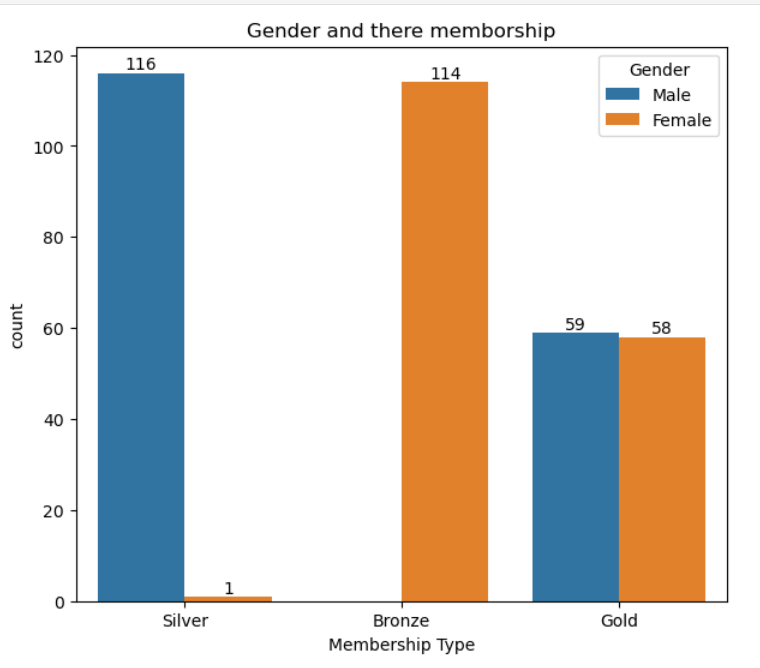 Gender and there memborship
120
100
80
60
40
20
0
count
116
1
114
59
58
Gender
Male
Female
Silver
Bronze
Gold
Membership Type